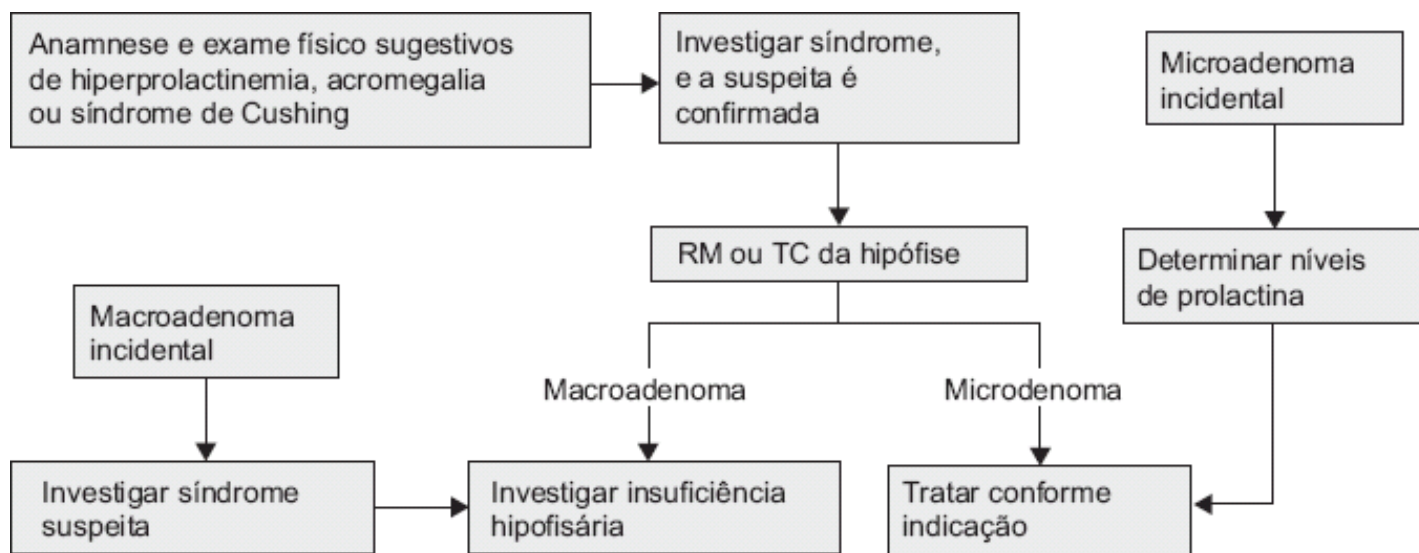 Anamnese e exame físico sugestivos
de hiperprolactinemia, acromegalia
ou síndrome de Cushing
Investigar síndrome,
e a suspeita é
confirmada
Microadenoma
incidental
RM ou TC da hipófise
Determinar níveis
de prolactina
Macroadenoma
incidental
Macroadenoma
Microdenoma
Investigar síndrome
suspeita
Investigar insuficiência
hipofisária
Tratar conforme
indicação